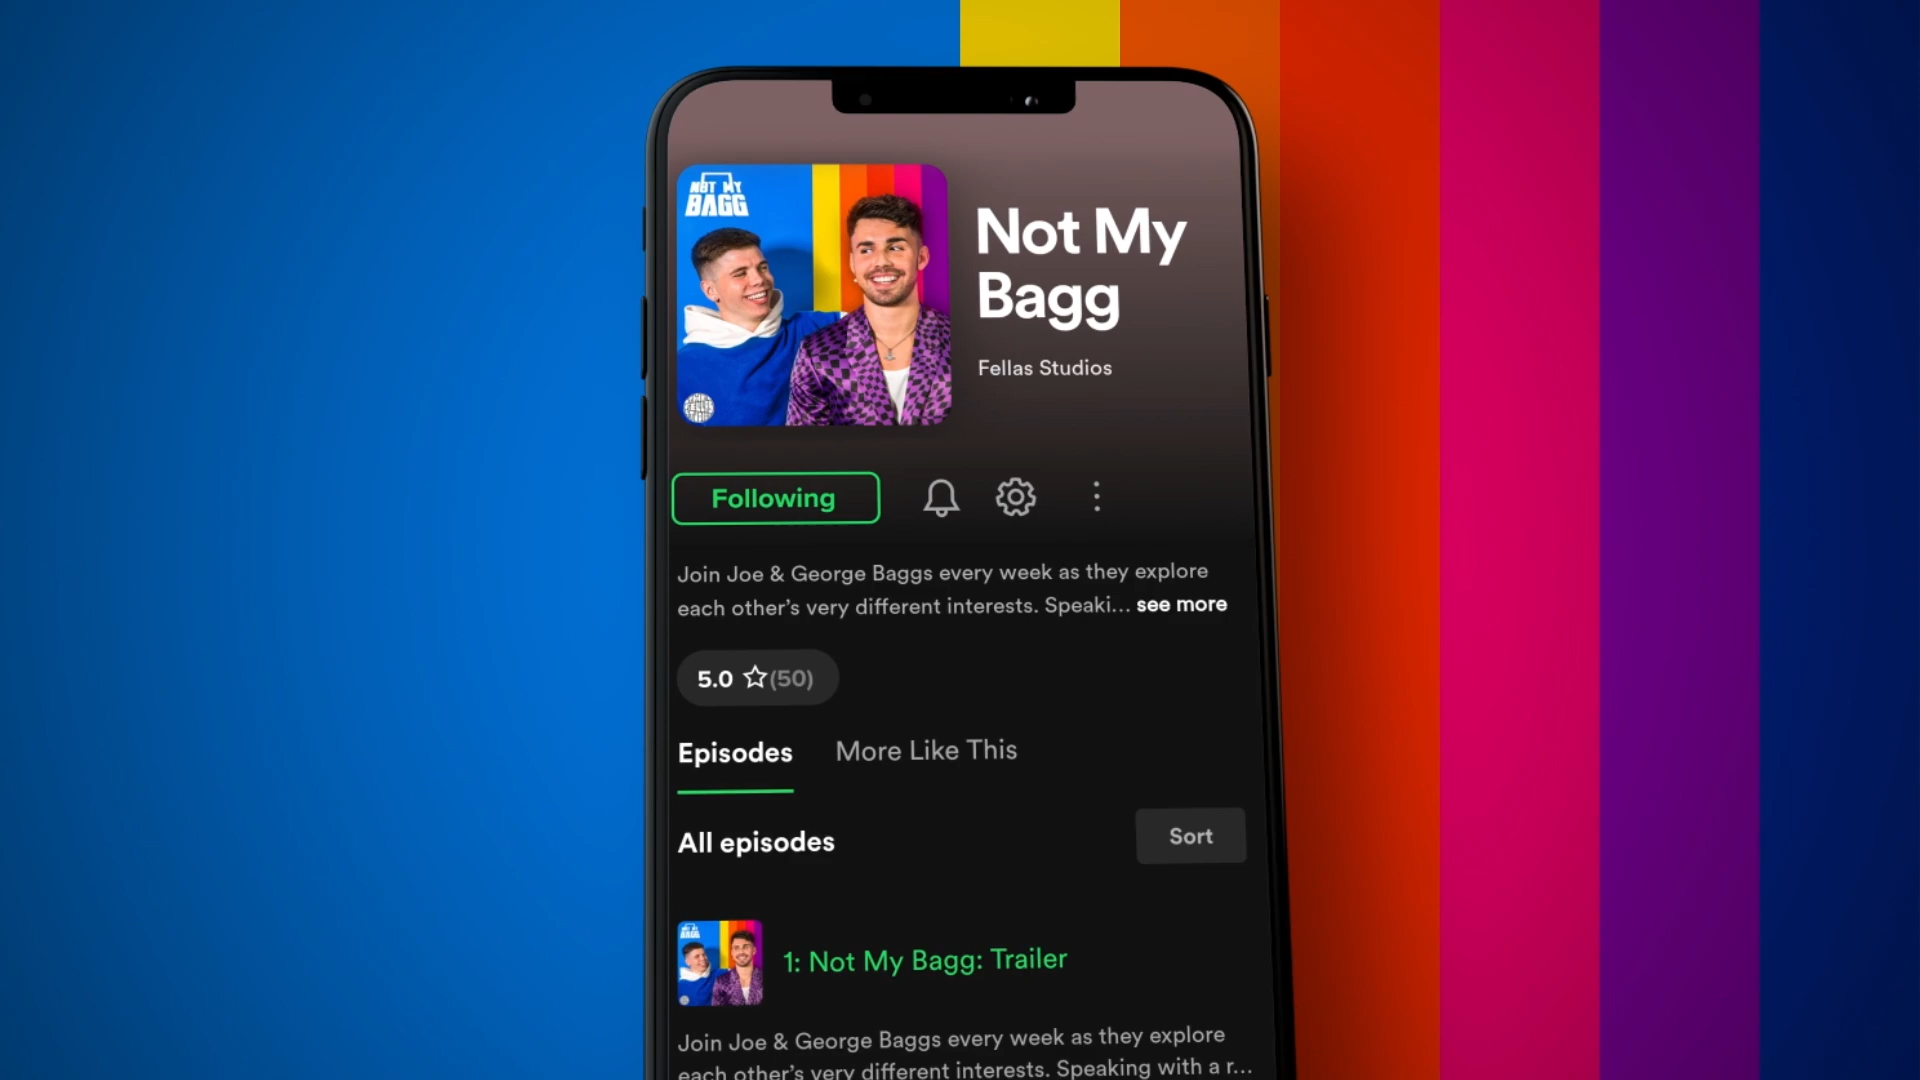 NOT MY
BAGG
Not My
Bagg
Fellas Studios
Following
Join Joe & George Baggs every week as they explore
each other’s very different interests. Speaki... see more
5.0 (50)
Episodes More Like This
All episodes
Sort
NOT MY
BAGG
1: Not My Bagg: Trailer
Join Joe & George Baggs every week as they explore
each other’s very different interests. Speaking with a r...